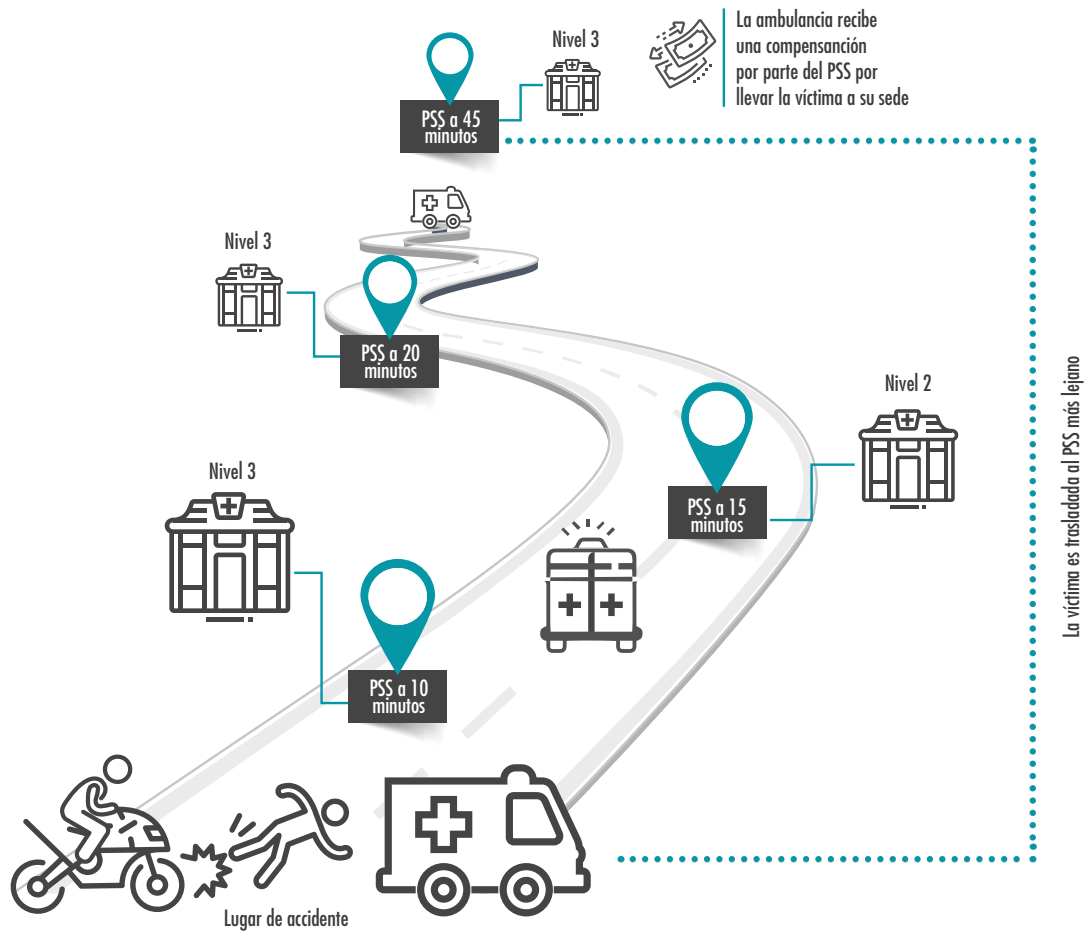 Nivel 3
La ambulancia recibe
una compensanción
por parte del PSS por
llevar la víctima a su sede
PSS a 45
minutos
Nivel 3
PSS a 20
minutos
Nivel 2
PSS a 15
minutos
Nivel 3
PSS a 10
minutos
La víctima es trasladada al PSS más lejano
Lugar de accidente